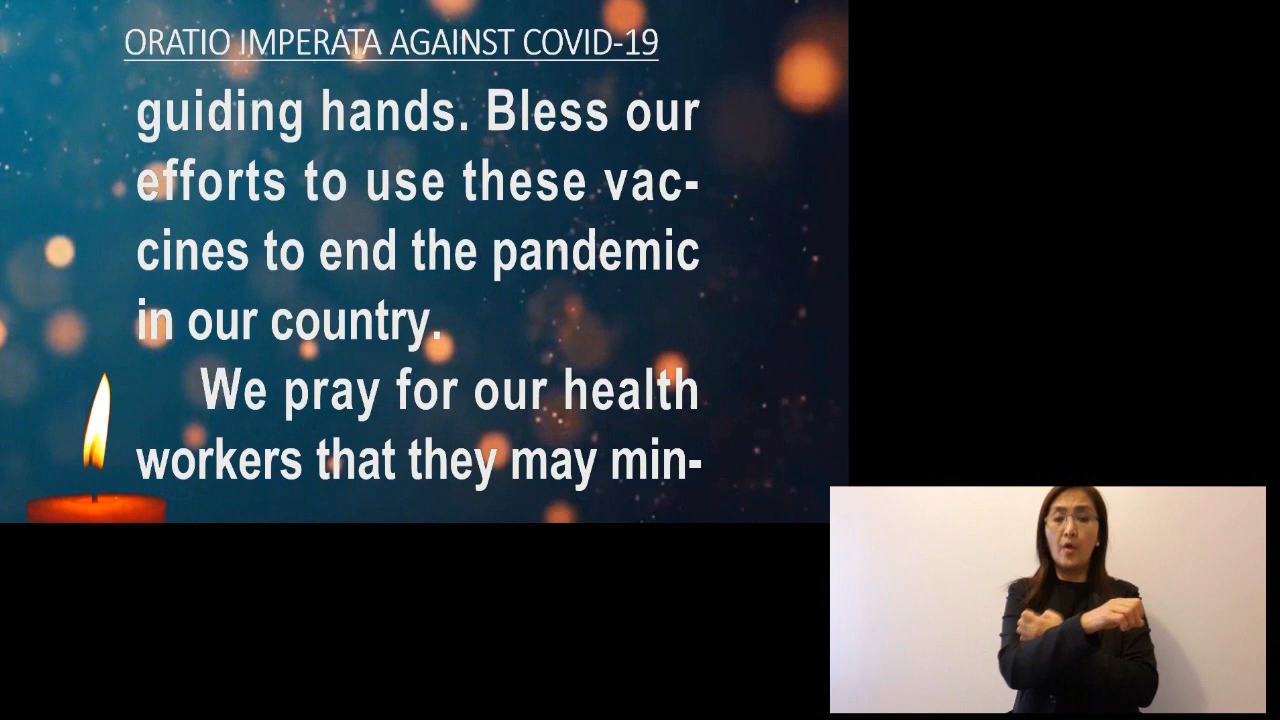 ORATIO IMPERATA AGAINST COVID-19
guiding hands. Bless our
efforts to use these vac-
cines to end the pandemic
in our country.
We pray for our health
workers that they may min-